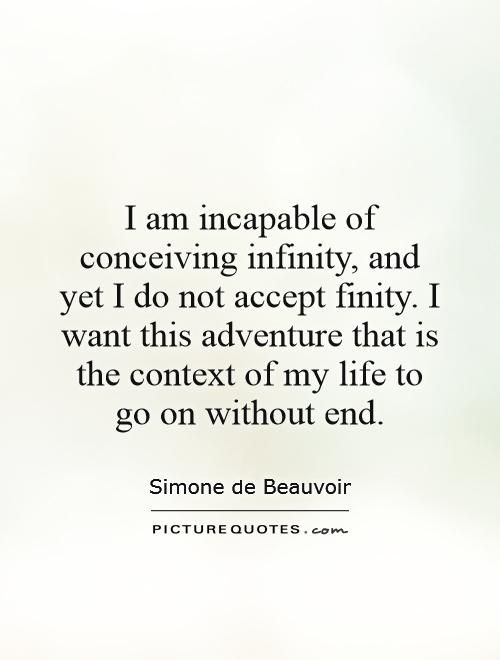 I am incapable of
conceiving infinity, and
yet I do not accept finity. I
want this adventure that is
the context of my life to
go on without end.
Simone de Beauvoir
PICTUREQUOTES.com